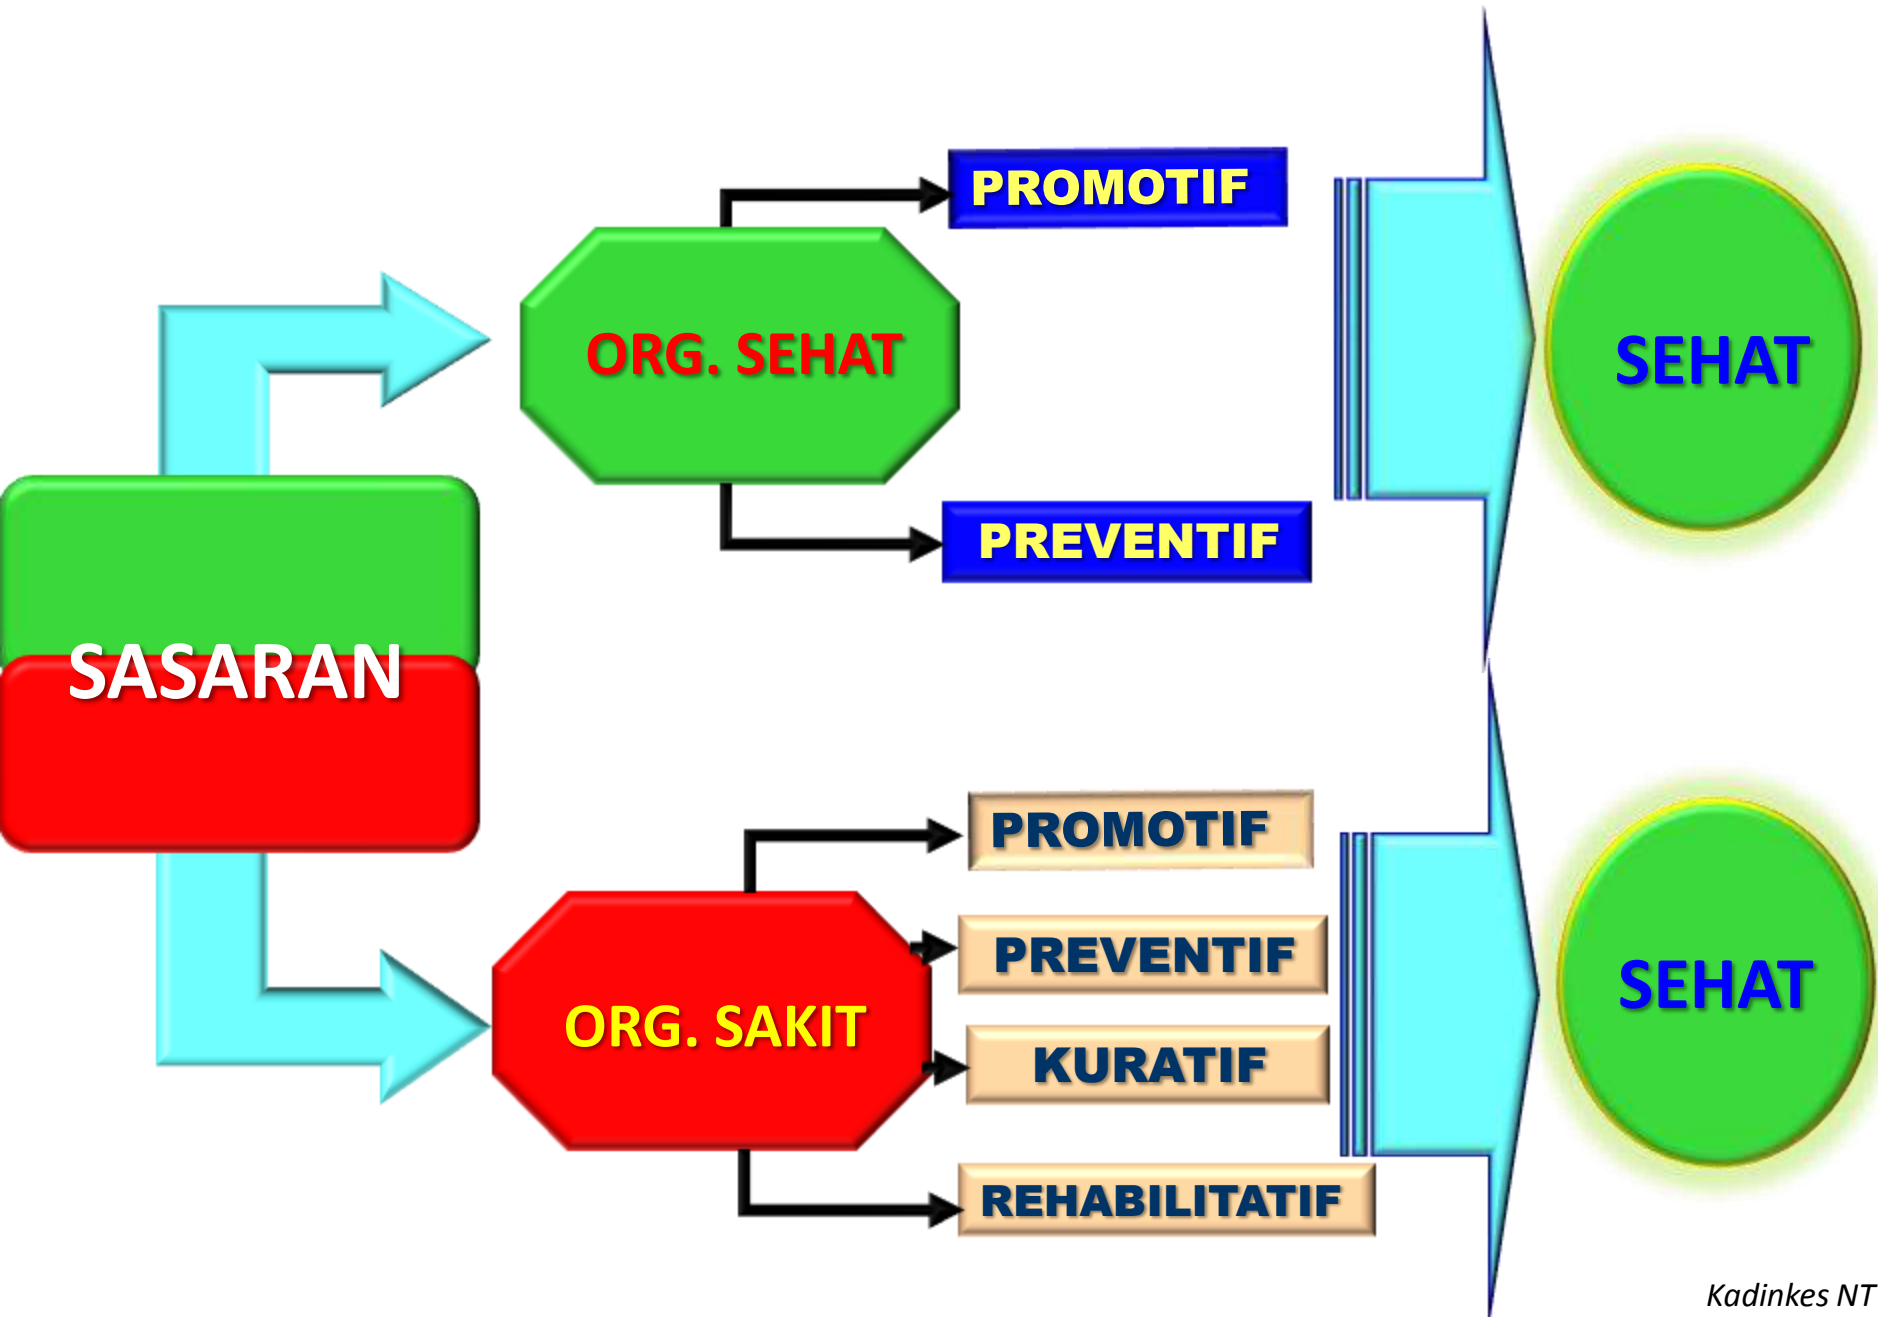 PROMOTIF
ORG. SEHAT
SEHAT
PREVENTIF
SASARAN
PROMOTIF
PREVENTIF
ORG. SAKIT
SEHAT
KURATIF
REHABILITATIF
Kadinkes NT